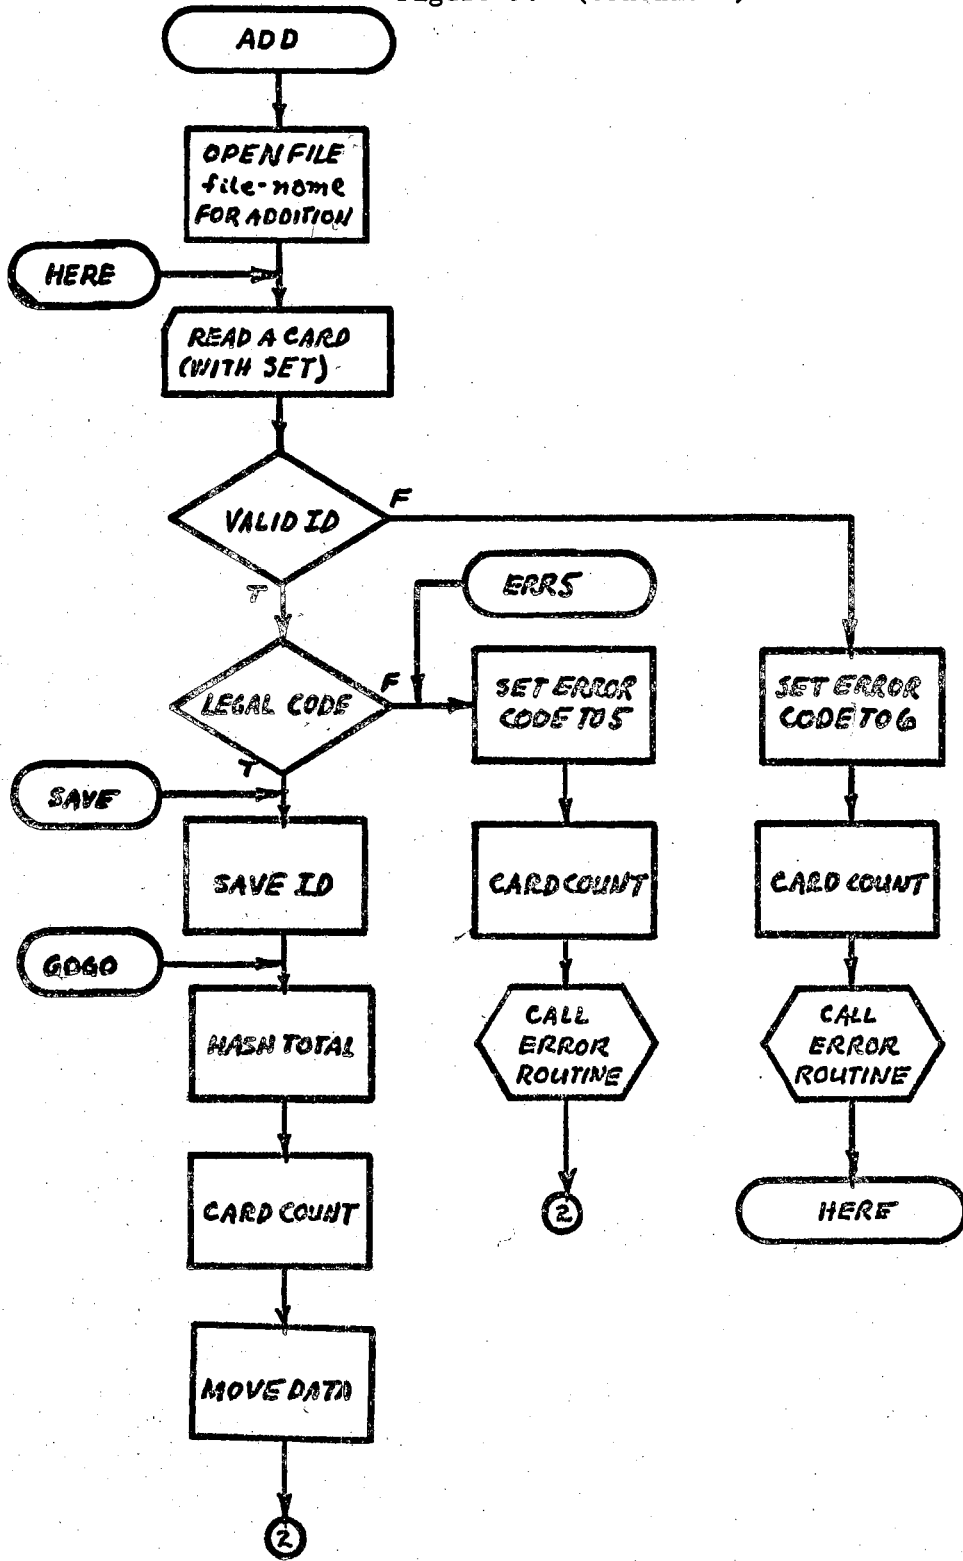 ADD
OPEN FILE
file-name
FOR ADDITION
HERE
READ A CARD
(WITH SET)
VALID ID
F
T
ERR5
LEGAL CODE
F
T
SET ERROR
CODE TO 5
SET ERROR
CODE TO 6
SAVE
SAVE ID
CARD COUNT
CARD COUNT
GOGO
HASH TOTAL
CALL
ERROR
ROUTINE
CALL
ERROR
ROUTINE
CARD COUNT
2
HERE
MOVE DATA
2